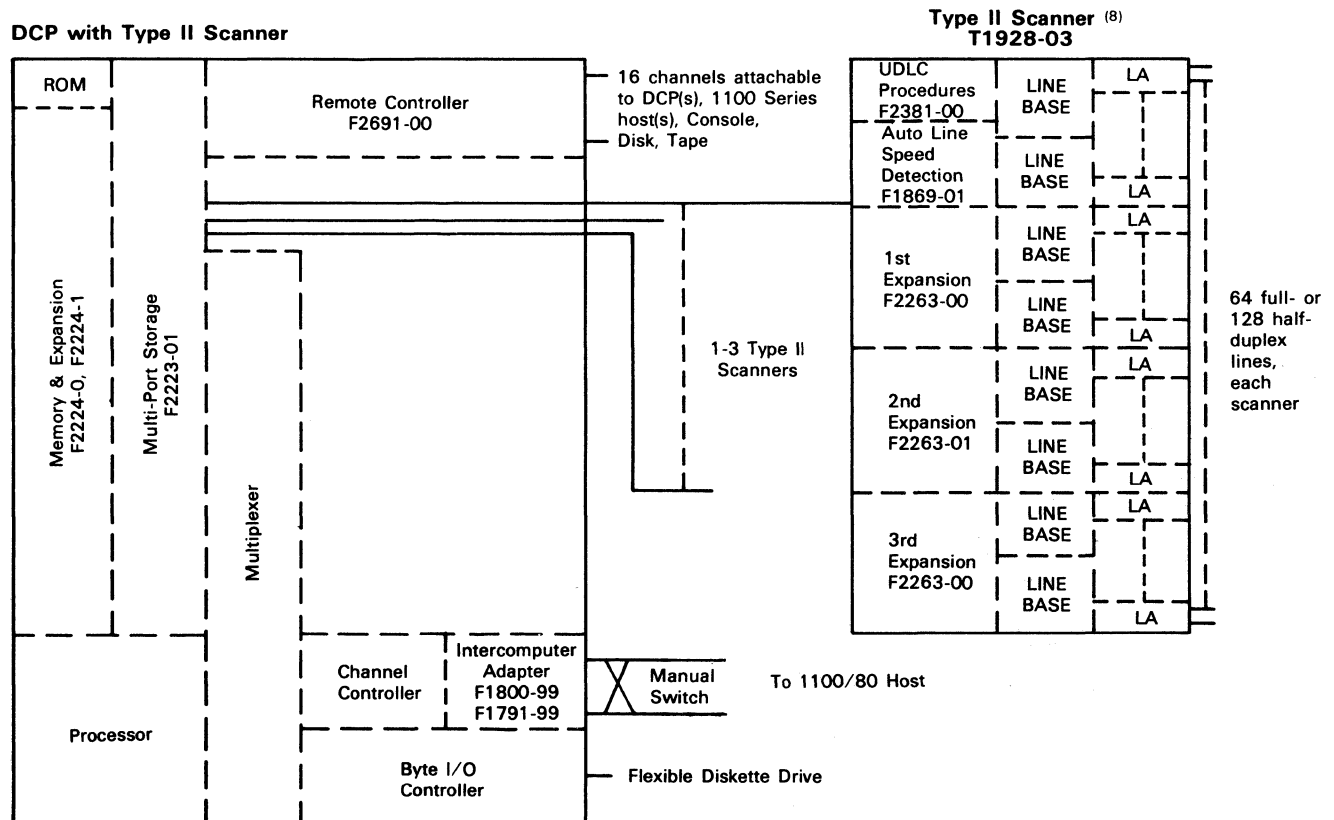 DCP with Type II Scanner
ROM
Remote Controller
F2691-00
16 channels attachable
to DCP(s), 1100 Series
host(s), Console,
Disk, Tape
Memory & Expansion
F2224-0, F2224-1
Multi-Port Storage
F2223-01
Multiplexer
1-3 Type II
Scanners
Processor
Channel
Controller
Intercomputer
Adapter
F1800-99
F1791-99
Manual
Switch
To 1100/80 Host
Byte I/O
Controller
Flexible Diskette Drive
Type II Scanner (8)
T1928-03
UDLC
Procedures
F2381-00
LINE
BASE
LA
Auto Line
Speed
Detection
F1869-01
LINE
BASE
LA
1st
Expansion
F2263-00
LINE
BASE
LA
LINE
BASE
LA
2nd
Expansion
F2263-01
LINE
BASE
LA
LINE
BASE
LA
3rd
Expansion
F2263-00
LINE
BASE
LA
LINE
BASE
LA
64 full- or
128 half-
duplex
lines,
each
scanner